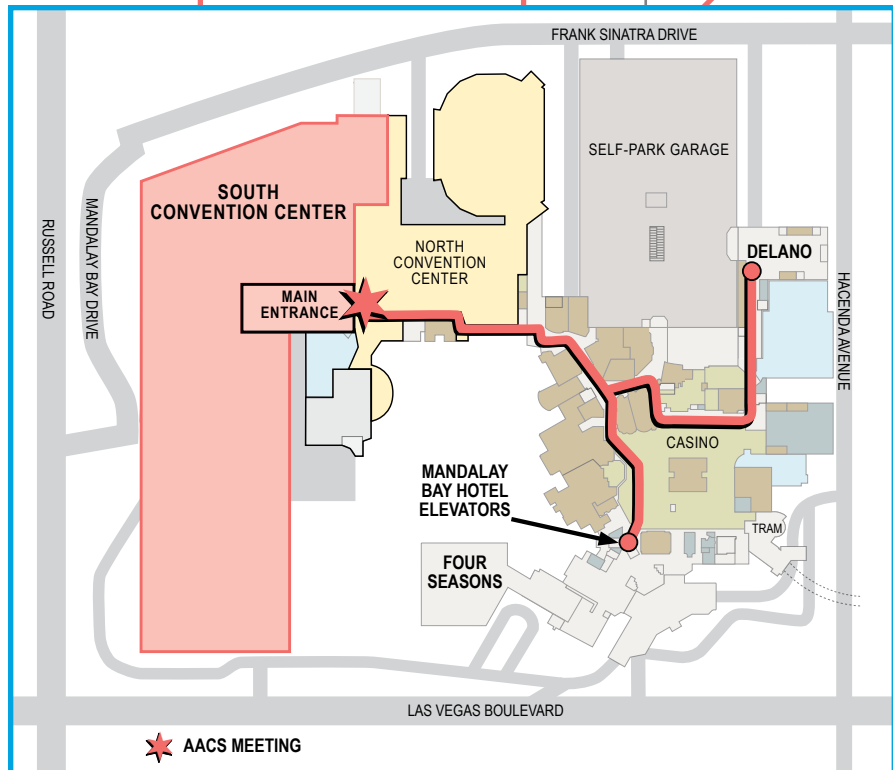 FRANK SINATRA DRIVE
SELF-PARK GARAGE
SOUTH
CONVENTION CENTER
MANDALAY BAY DRIVE
RUSSELL ROAD
NORTH
CONVENTION
CENTER
DELANO
HACENDA AVENUE
MAIN
ENTRANCE
CASINO
MANDALAY
BAY HOTEL
ELEVATORS
TRAM
FOUR
SEASONS
LAS VEGAS BOULEVARD
AACS MEETING